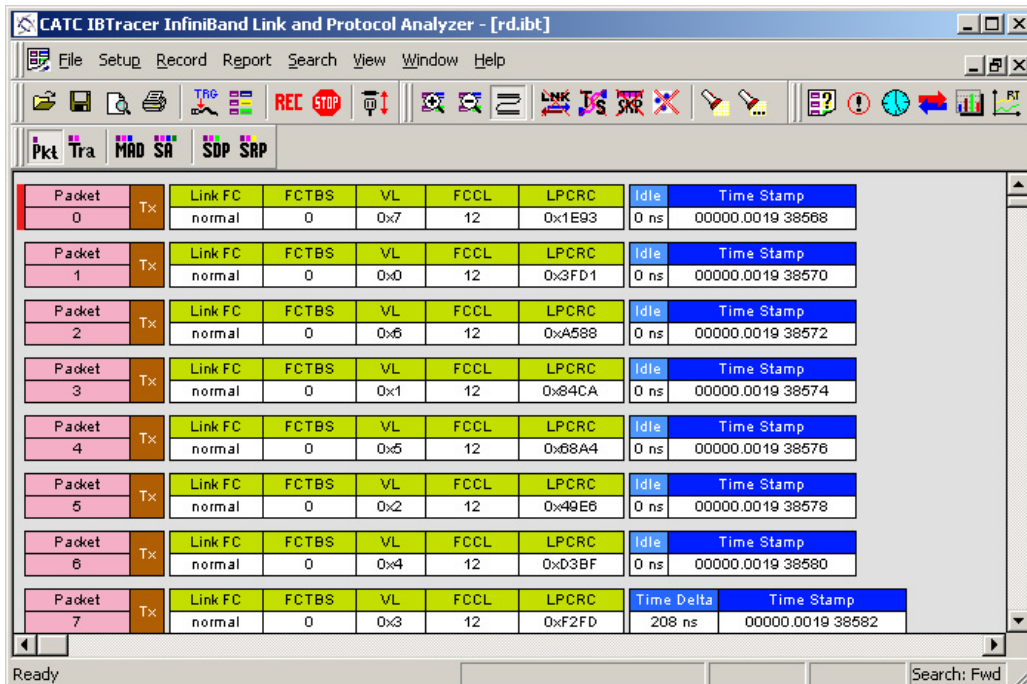 CATC IBTracer InfiniBand Link and Protocol Analyzer - [rd.ibt]
File Setup Record Report Search View Window Help
TRG REC STOP LNK T/S SKP RT
Pkt Tra MAD SA SDP SRP
Packet Tx Link FC FCTBS VL FCCL LPCRC Idle Time Stamp
0 normal 0 0x7 12 0x1E93 0 ns 00000.0019 38568
Packet Tx Link FC FCTBS VL FCCL LPCRC Idle Time Stamp
1 normal 0 0x0 12 0x3FD1 0 ns 00000.0019 38570
Packet Tx Link FC FCTBS VL FCCL LPCRC Idle Time Stamp
2 normal 0 0x6 12 0xA588 0 ns 00000.0019 38572
Packet Tx Link FC FCTBS VL FCCL LPCRC Idle Time Stamp
3 normal 0 0x1 12 0x84CA 0 ns 00000.0019 38574
Packet Tx Link FC FCTBS VL FCCL LPCRC Idle Time Stamp
4 normal 0 0x5 12 0x68A4 0 ns 00000.0019 38576
Packet Tx Link FC FCTBS VL FCCL LPCRC Idle Time Stamp
5 normal 0 0x2 12 0x49E6 0 ns 00000.0019 38578
Packet Tx Link FC FCTBS VL FCCL LPCRC Idle Time Stamp
6 normal 0 0x4 12 0xD3BF 0 ns 00000.0019 38580
Packet Tx Link FC FCTBS VL FCCL LPCRC Time Delta Time Stamp
7 normal 0 0x3 12 0xF2FD 208 ns 00000.0019 38582
Ready Search: Fwd